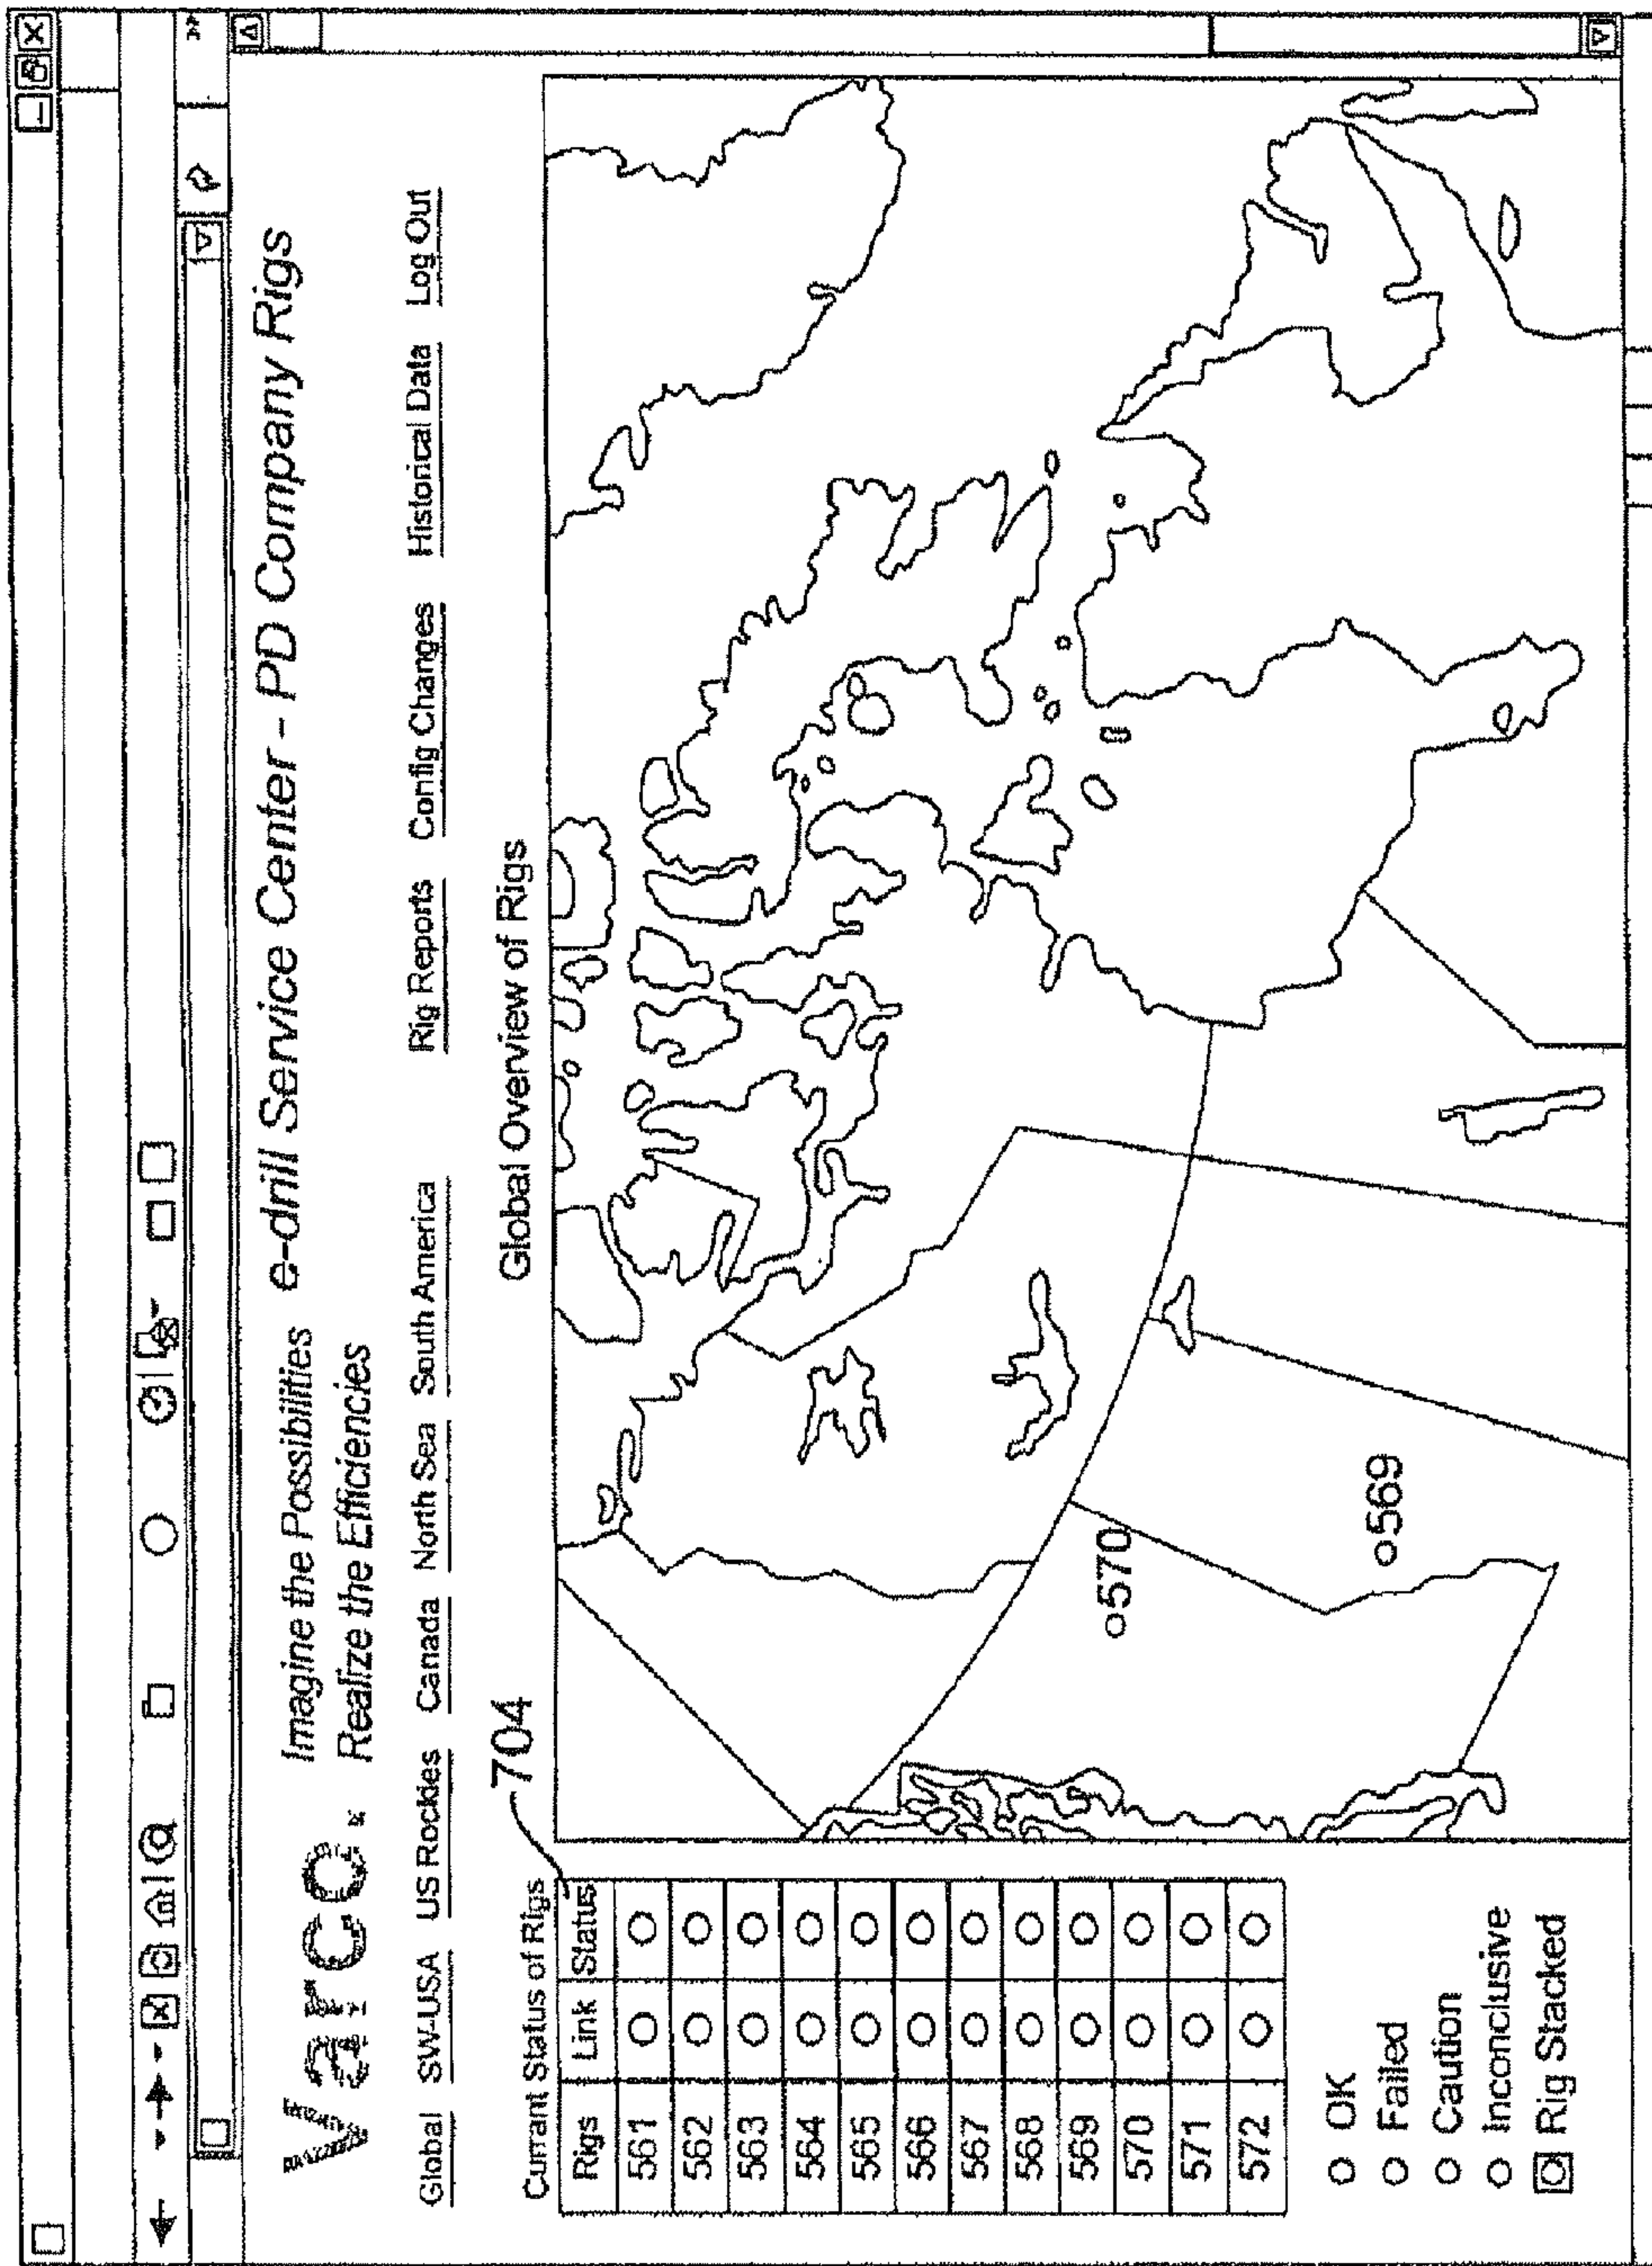 Varco
Imagine the Possibilities
Realize the Efficiencies
e-drill Service Center - PD Company Rigs
Global SW-USA US Rockies Canada North Sea South America Rig Reports Config Changes Historical Data Log Out
704
Global Overview of Rigs
Currant Status of Rigs
Rigs Link Status
561
562
563
564
565
566
567
568
569
570
571
572
OK
Failed
Caution
Inconclusive
Rig Stacked
570
569